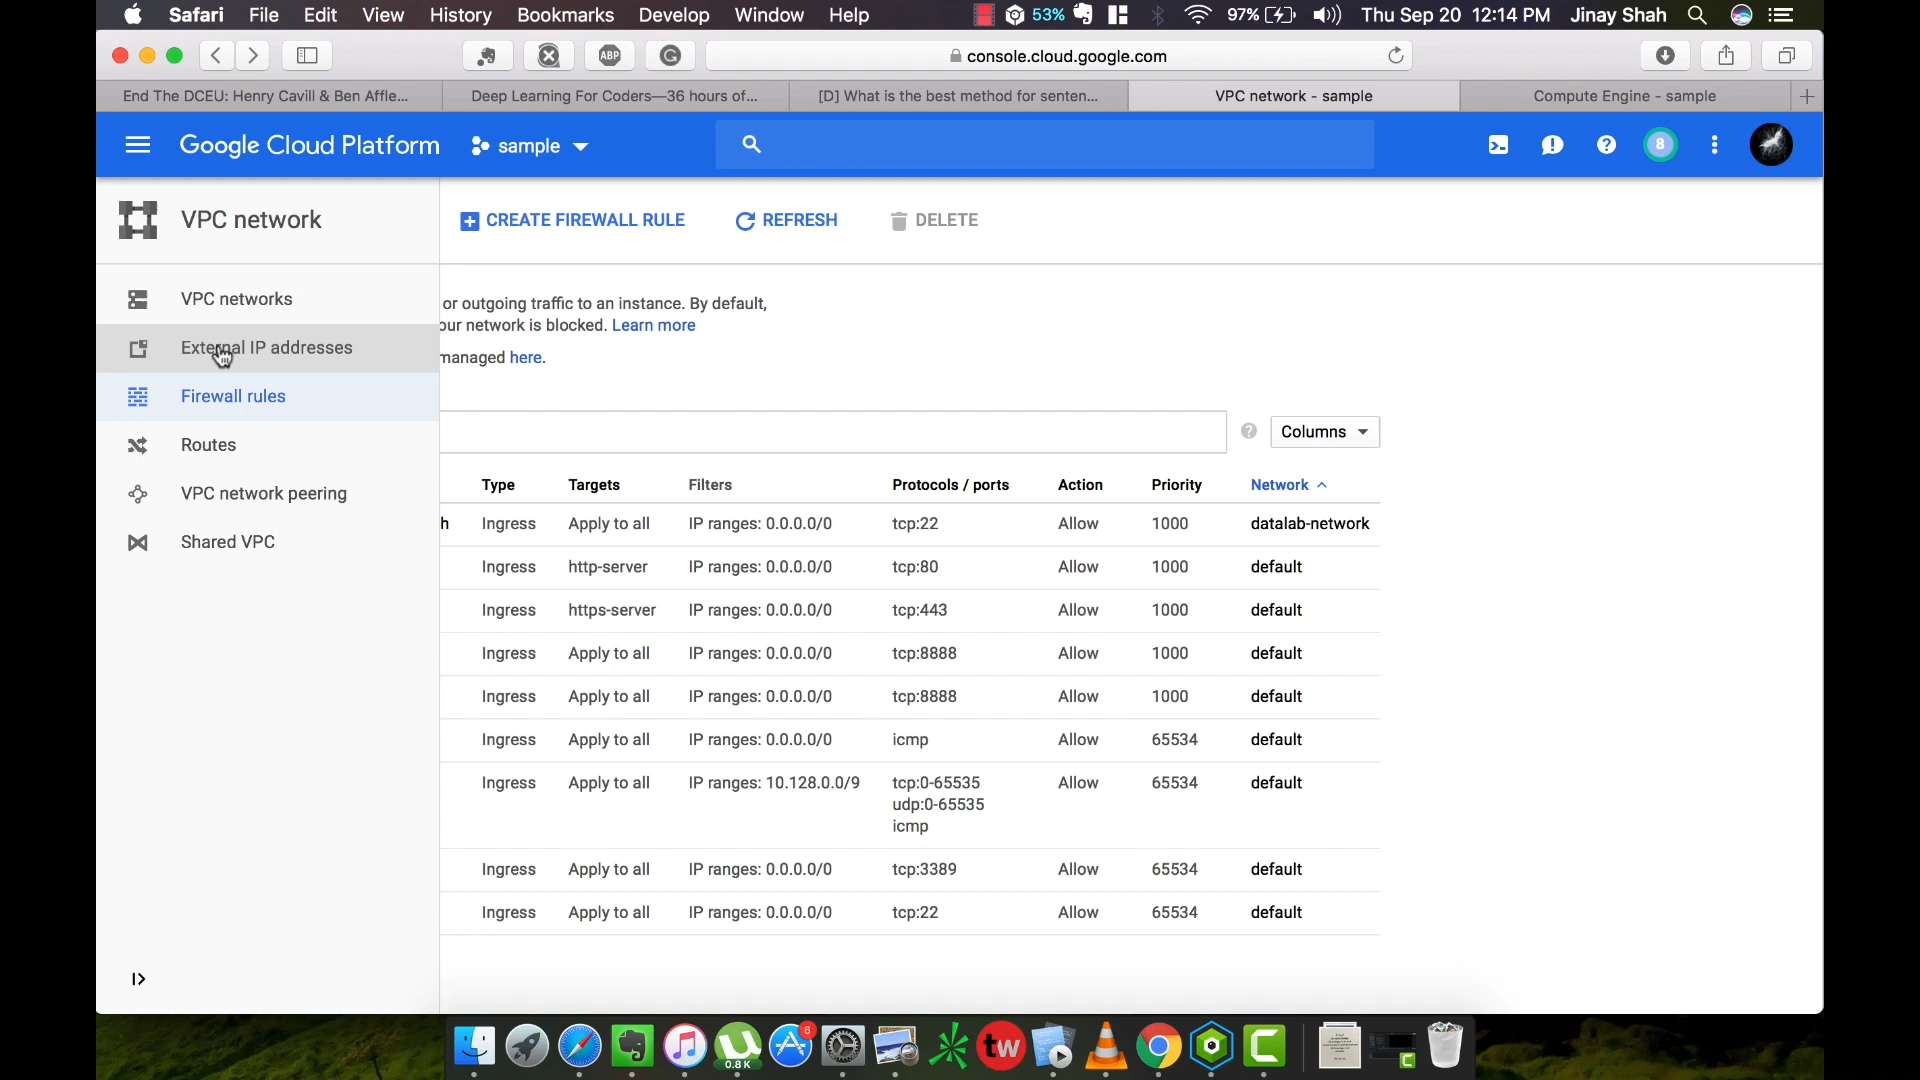 Safari File Edit View History Bookmarks Develop Window Help 53% 97% Thu Sep 20 12:14 PM Jinay Shah
ABP console.cloud.google.com
End The DCEU: Henry Cavill & Ben Affle... Deep Learning For Coders—36 hours of... [D] What is the best method for senten... VPC network - sample Compute Engine - sample
Google Cloud Platform sample 8
VPC network CREATE FIREWALL RULE REFRESH DELETE
VPC networks
External IP addresses
Firewall rules
Routes
VPC network peering
Shared VPC
or outgoing traffic to an instance. By default,
our network is blocked. Learn more
managed here.
Columns
Type Targets Filters Protocols / ports Action Priority Network
h Ingress Apply to all IP ranges: 0.0.0.0/0 tcp:22 Allow 1000 datalab-network
Ingress http-server IP ranges: 0.0.0.0/0 tcp:80 Allow 1000 default
Ingress https-server IP ranges: 0.0.0.0/0 tcp:443 Allow 1000 default
Ingress Apply to all IP ranges: 0.0.0.0/0 tcp:8888 Allow 1000 default
Ingress Apply to all IP ranges: 0.0.0.0/0 tcp:8888 Allow 1000 default
Ingress Apply to all IP ranges: 0.0.0.0/0 icmp Allow 65534 default
Ingress Apply to all IP ranges: 10.128.0.0/9 tcp:0-65535 Allow 65534 default
udp:0-65535
icmp
Ingress Apply to all IP ranges: 0.0.0.0/0 tcp:3389 Allow 65534 default
Ingress Apply to all IP ranges: 0.0.0.0/0 tcp:22 Allow 65534 default
6
tw
0.8 K